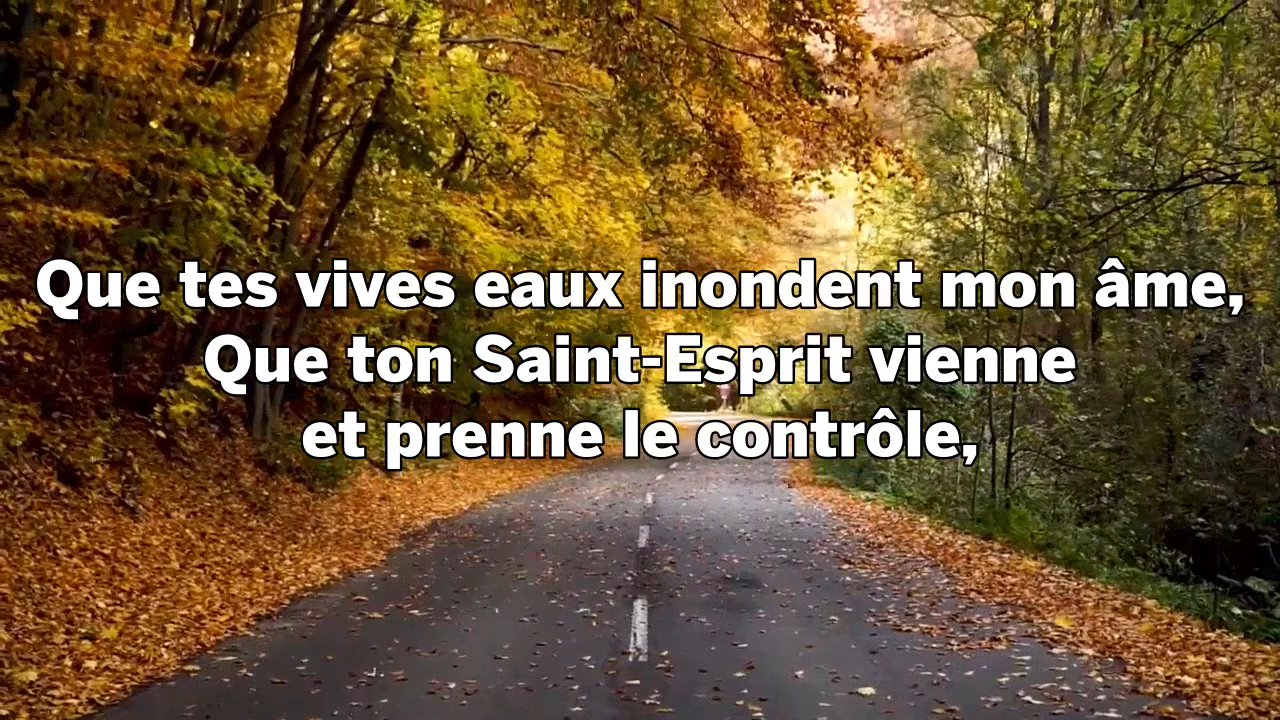 Que tes vives eaux inondent mon âme,
Que ton Saint-Esprit vienne
et prenne le contrôle,